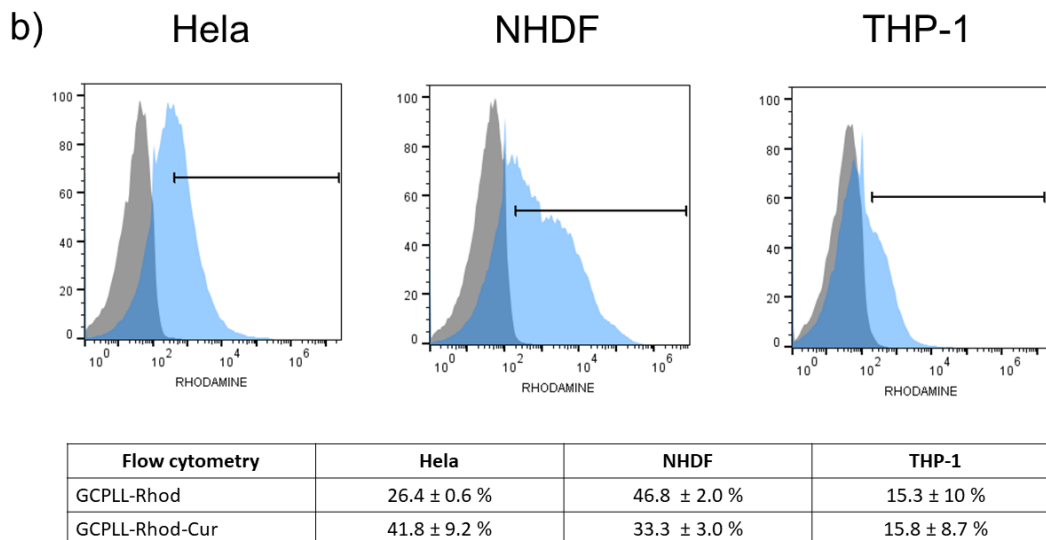 b) Hela NHDF THP-1
100 80 60 40 20 0
10^0 10^2 10^4 10^6
RHODAMINE
100 80 60 40 20 0
10^0 10^2 10^4 10^6
RHODAMINE
100 80 60 40 20 0
10^0 10^2 10^4 10^6
RHODAMINE
Flow cytometry Hela NHDF THP-1
GCPLL-Rhod 26.4 ± 0.6 % 46.8 ± 2.0 % 15.3 ± 10 %
GCPLL-Rhod-Cur 41.8 ± 9.2 % 33.3 ± 3.0 % 15.8 ± 8.7 %